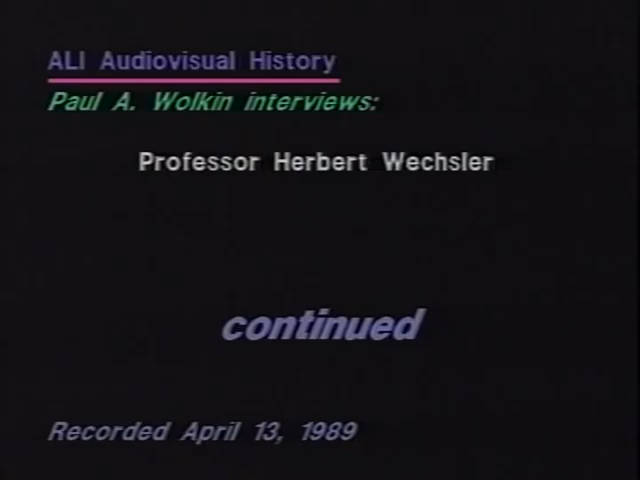 ALI Audiovisual History
Paul A. Wolkin interviews:
Professor Herbert Wechsler
continued
Recorded April 13, 1989